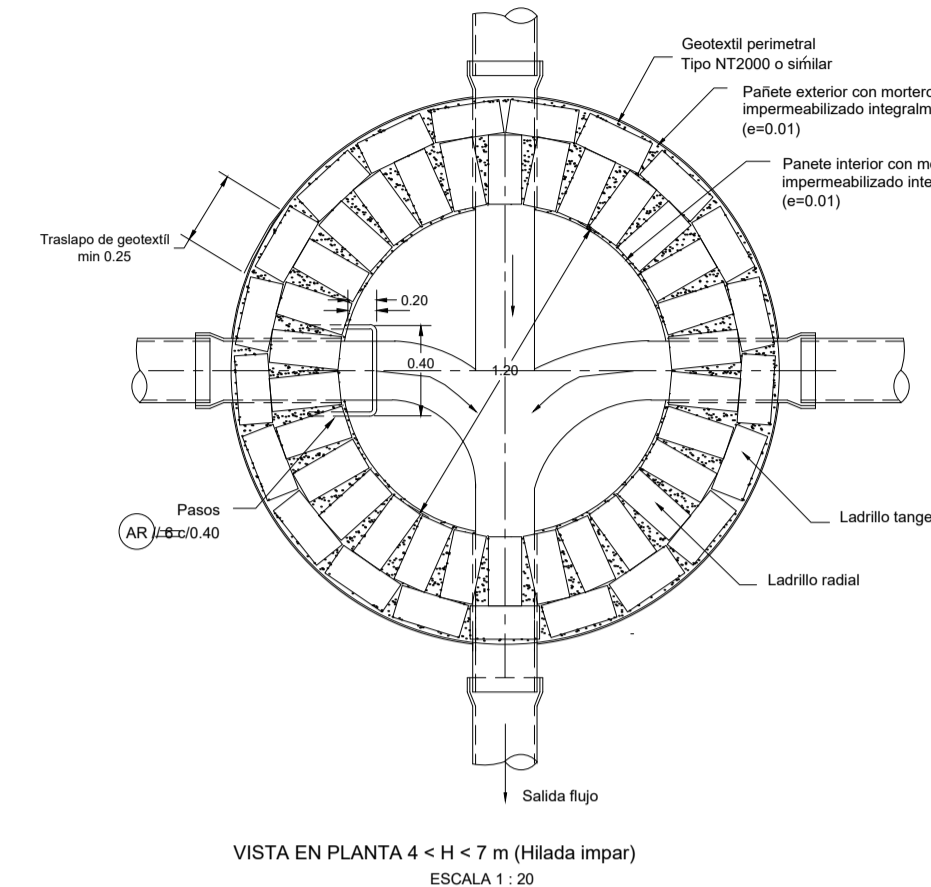 Geotextil perimetral
Tipo NT2000 o similar
Pañete exterior con mortero
impermeabilizado integralm
(e=0.01)
Panete interior con mo
impermeabilizado inte
(e=0.01)
Traslapo de geotextíl
min 0.25
0.20
0.40
1.20
Pasos
AR //6 c/0.40
Ladrillo tange
Ladrillo radial
Salida flujo
VISTA EN PLANTA 4 < H < 7 m (Hilada impar)
ESCALA 1 : 20